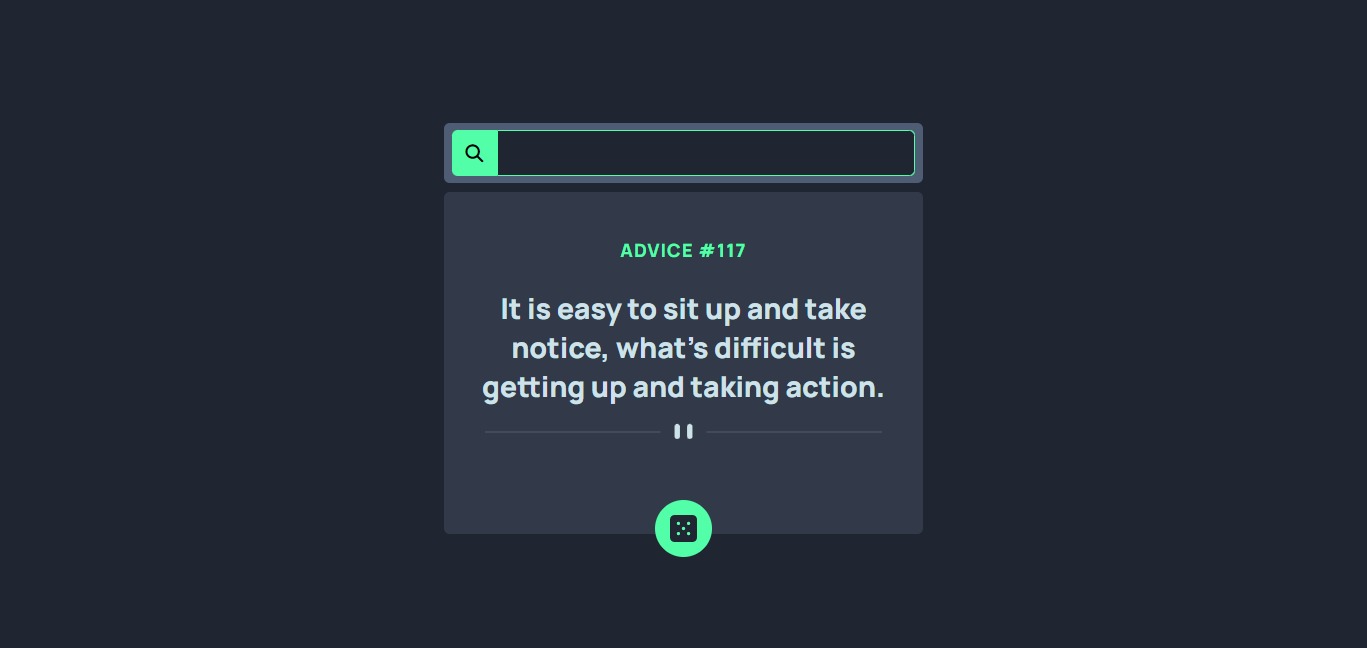 ADVICE #117
It is easy to sit up and take
notice, what’s difficult is
getting up and taking action.